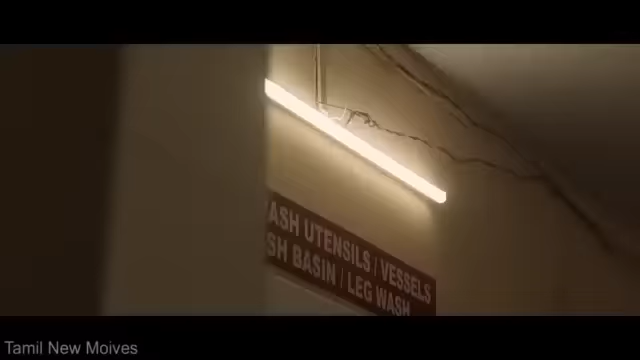 ASH UTENSILS / VESSELS
SH BASIN / LEG WASH
Tamil New Moives